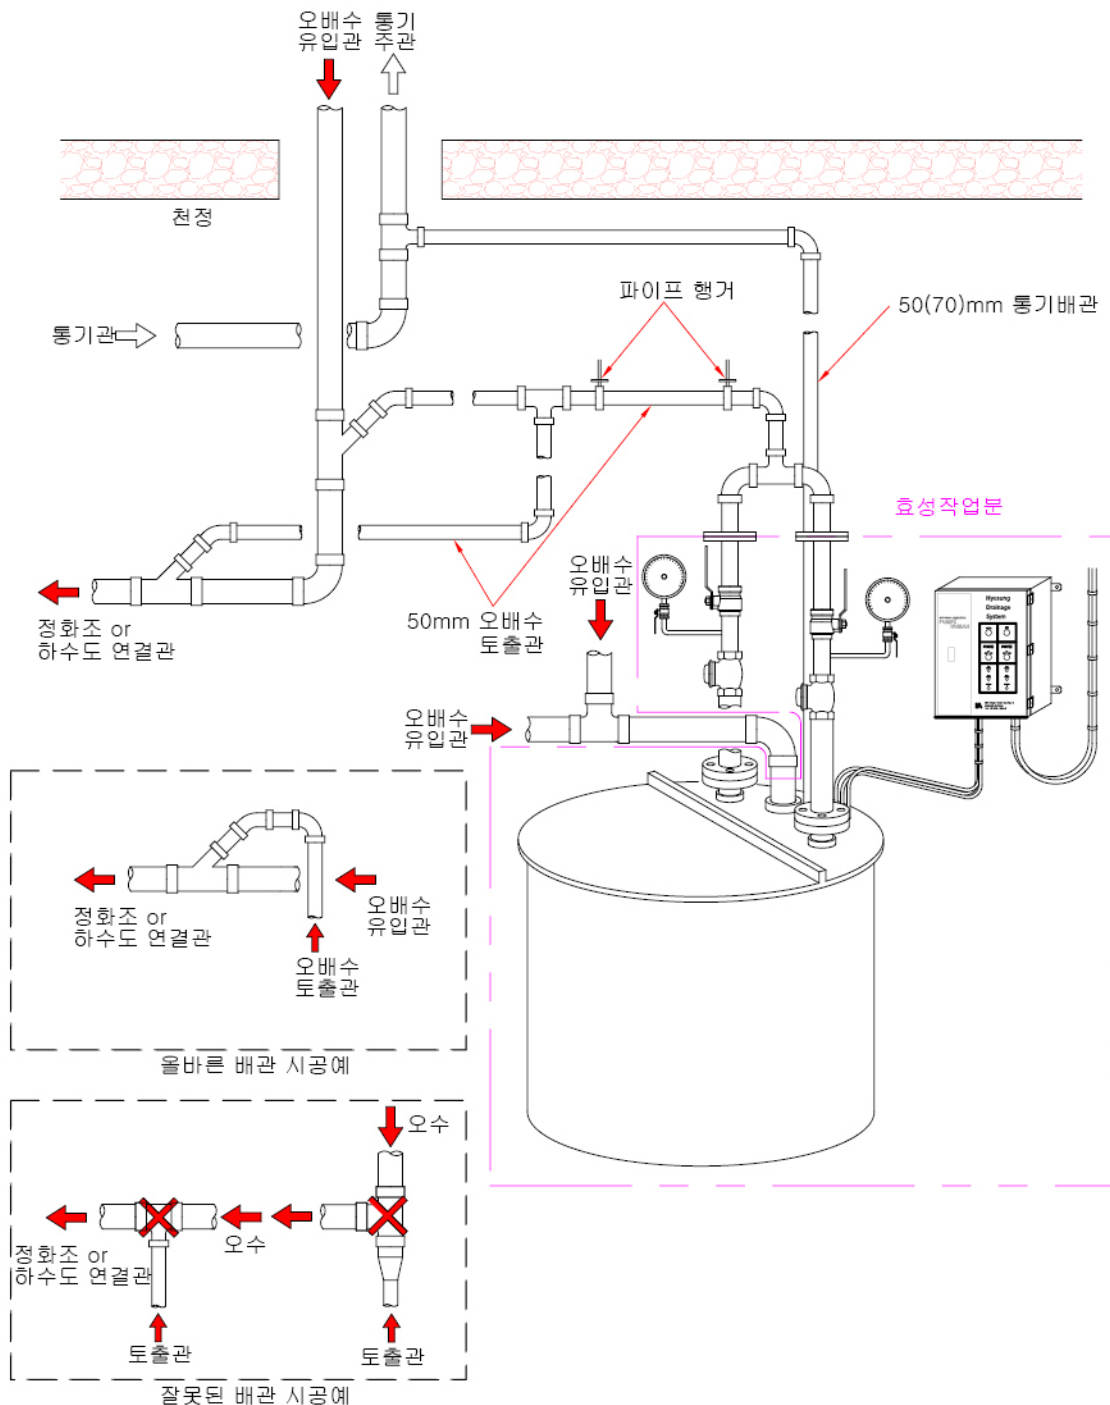 오배수 통기
유입관 주관
천정
파이프 행거
50(70)mm 통기배관
통기관
효성작업분
오배수
유입관
50mm 오배수
토출관
정화조 or
하수도 연결관
Hyosung
Drainage
System
오배수
유입관
정화조 or
하수도 연결관
오배수
유입관
오배수
토출관
올바른 배관 시공예
오수
오수
정화조 or
하수도 연결관
토출관
토출관
잘못된 배관 시공예